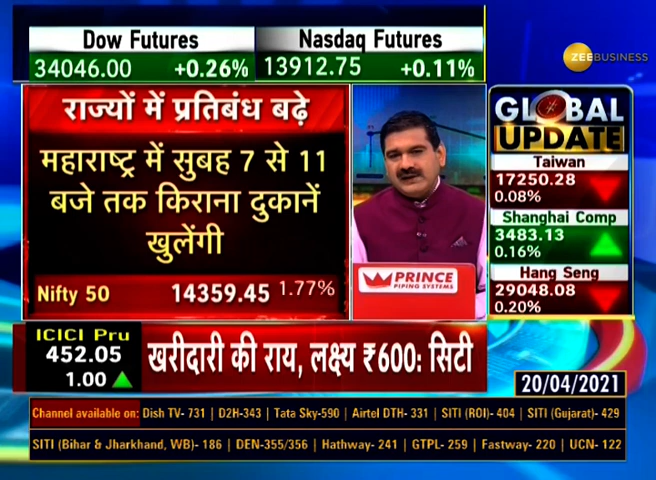 Dow Futures
34046.00 +0.26%
Nasdaq Futures
13912.75 +0.11%
ZEE BUSINESS
राज्यों में प्रतिबंध बढ़े
महाराष्ट्र में सुबह 7 से 11
बजे तक किराना दुकानें
खुलेंगी
Nifty 50 14359.45 1.77%
PRINCE
PIPING SYSTEMS
GLOBAL
UPDATE
Taiwan
17250.28
0.08%
Shanghai Comp
3483.13
0.16%
Hang Seng
29048.08
0.20%
ICICI Pru
452.05
1.00
खरीदारी की राय, लक्ष्य ₹600: सिटी
20/04/2021
Channel available on: Dish TV- 731 | D2H-343 | Tata Sky-590 | Airtel DTH- 331 | SITI (ROI)- 404 | SITI (Gujarat)- 429
SITI (Bihar & Jharkhand, WB)- 186 | DEN-355/356 | Hathway- 241 | GTPL- 259 | Fastway- 220 | UCN- 122